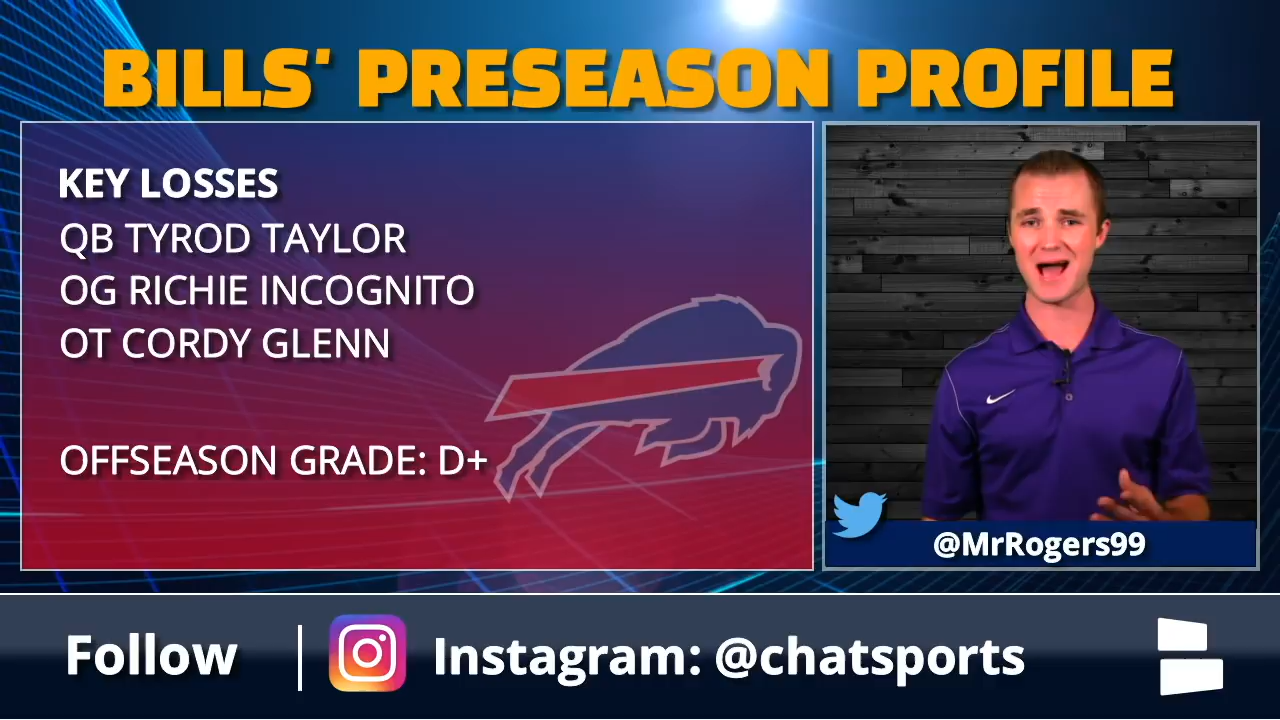 BILLS' PRESEASON PROFILE
KEY LOSSES
QB TYROD TAYLOR
OG RICHIE INCOGNITO
OT CORDY GLENN
OFFSEASON GRADE: D+
@MrRogers99
Follow
Instagram: @chatsports